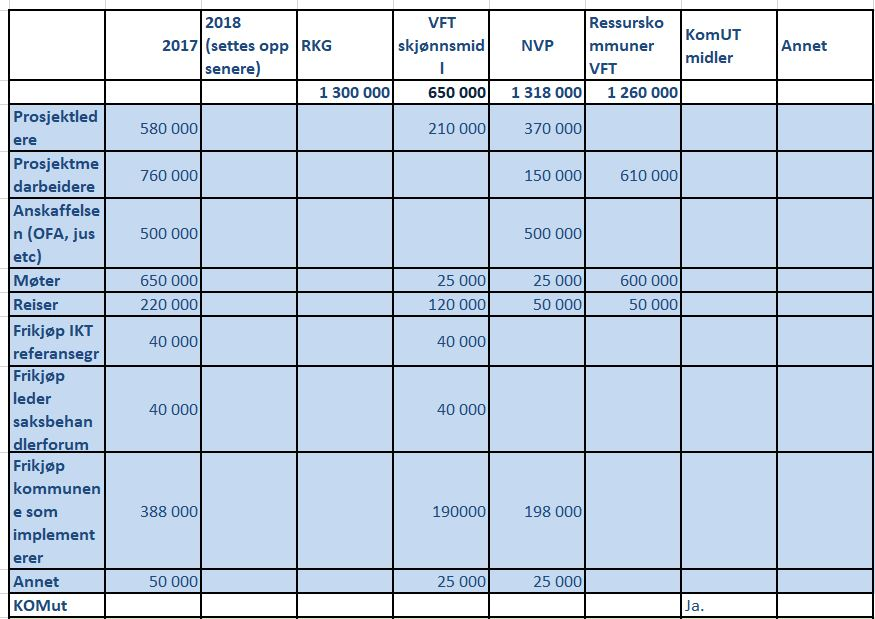 2017 2018 (settes opp senere) RKG VFT skjønnsmidl NVP Ressurskommuner VFT KomUT midler Annet
1 300 000 650 000 1 318 000 1 260 000
Prosjektledere 580 000 210 000 370 000
Prosjektmedarbeidere 760 000 150 000 610 000
Anskaffelsen (OFA, jus etc) 500 000 500 000
Møter 650 000 25 000 25 000 600 000
Reiser 220 000 120 000 50 000 50 000
Frikjøp IKT referansegr 40 000 40 000
Frikjøp leder saksbehandlerforum 40 000 40 000
Frikjøp kommunene som implementerer 388 000 190000 198 000
Annet 50 000 25 000 25 000
KOMut Ja.